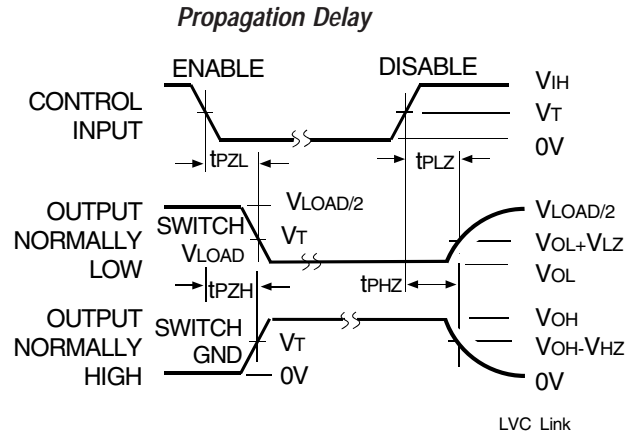 Propagation Delay
ENABLE DISABLE
CONTROL INPUT
VIH
VT
0V
tPZL tPLZ
OUTPUT NORMALLY LOW
SWITCH VLOAD
VLOAD/2
VT
VLOAD/2
VOL+VLZ
VOL
tPZH tPHZ
OUTPUT NORMALLY HIGH
SWITCH GND
VT
0V
VOH
VOH-VHZ
0V
LVC Link